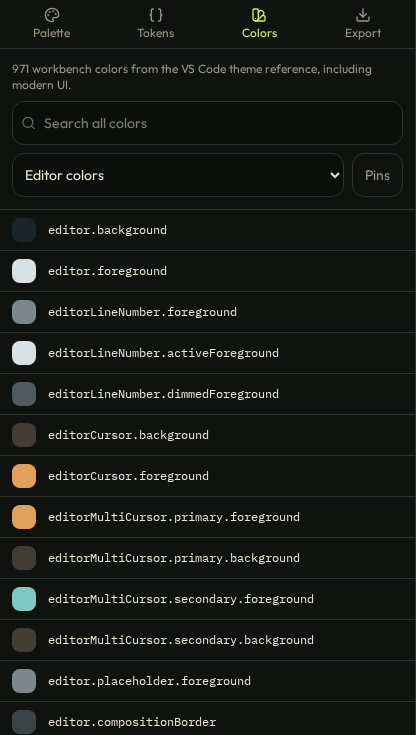 Palette
Tokens
Colors
Export
971 workbench colors from the VS Code theme reference, including
modern UI.
Search all colors
Editor colors
Pins
editor.background
editor.foreground
editorLineNumber.foreground
editorLineNumber.activeForeground
editorLineNumber.dimmedForeground
editorCursor.background
editorCursor.foreground
editorMultiCursor.primary.foreground
editorMultiCursor.primary.background
editorMultiCursor.secondary.foreground
editorMultiCursor.secondary.background
editor.placeholder.foreground
editor.compositionBorder